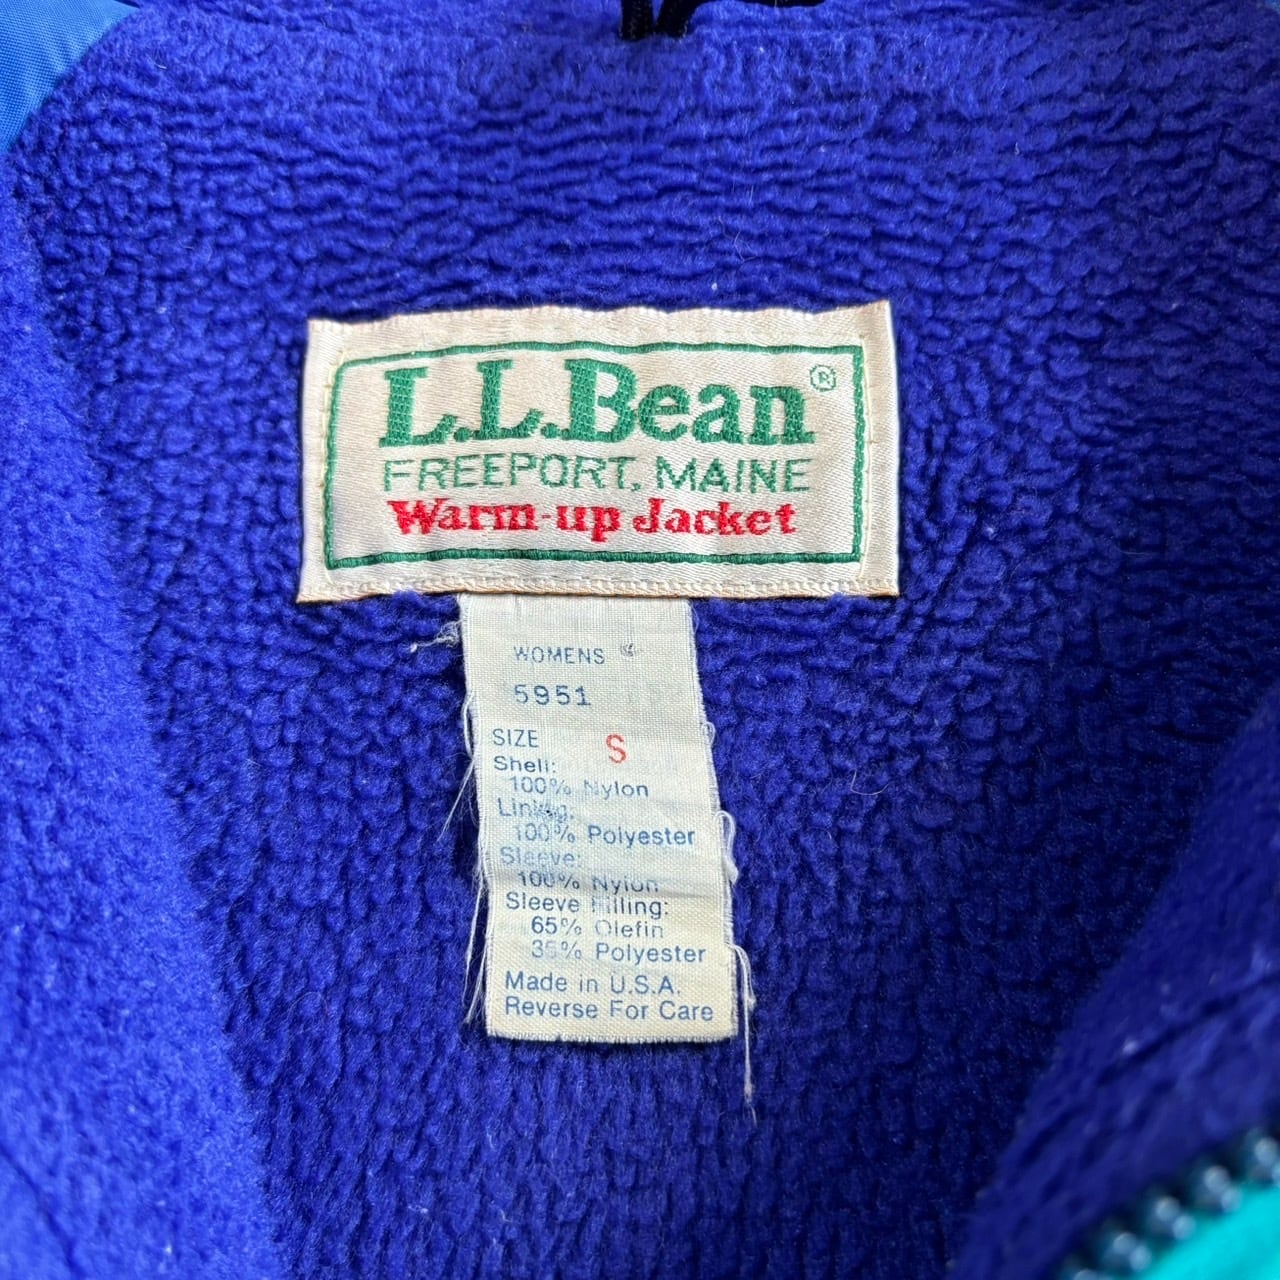 L.L.Bean®
FREEPORT, MAINE
Warm-up Jacket
WOMENS
5951
SIZE S
Shell:
100% Nylon
Lining:
100% Polyester
Sleeve:
100% Nylon
Sleeve Filling:
65% Olefin
35% Polyester
Made in U.S.A.
Reverse For Care